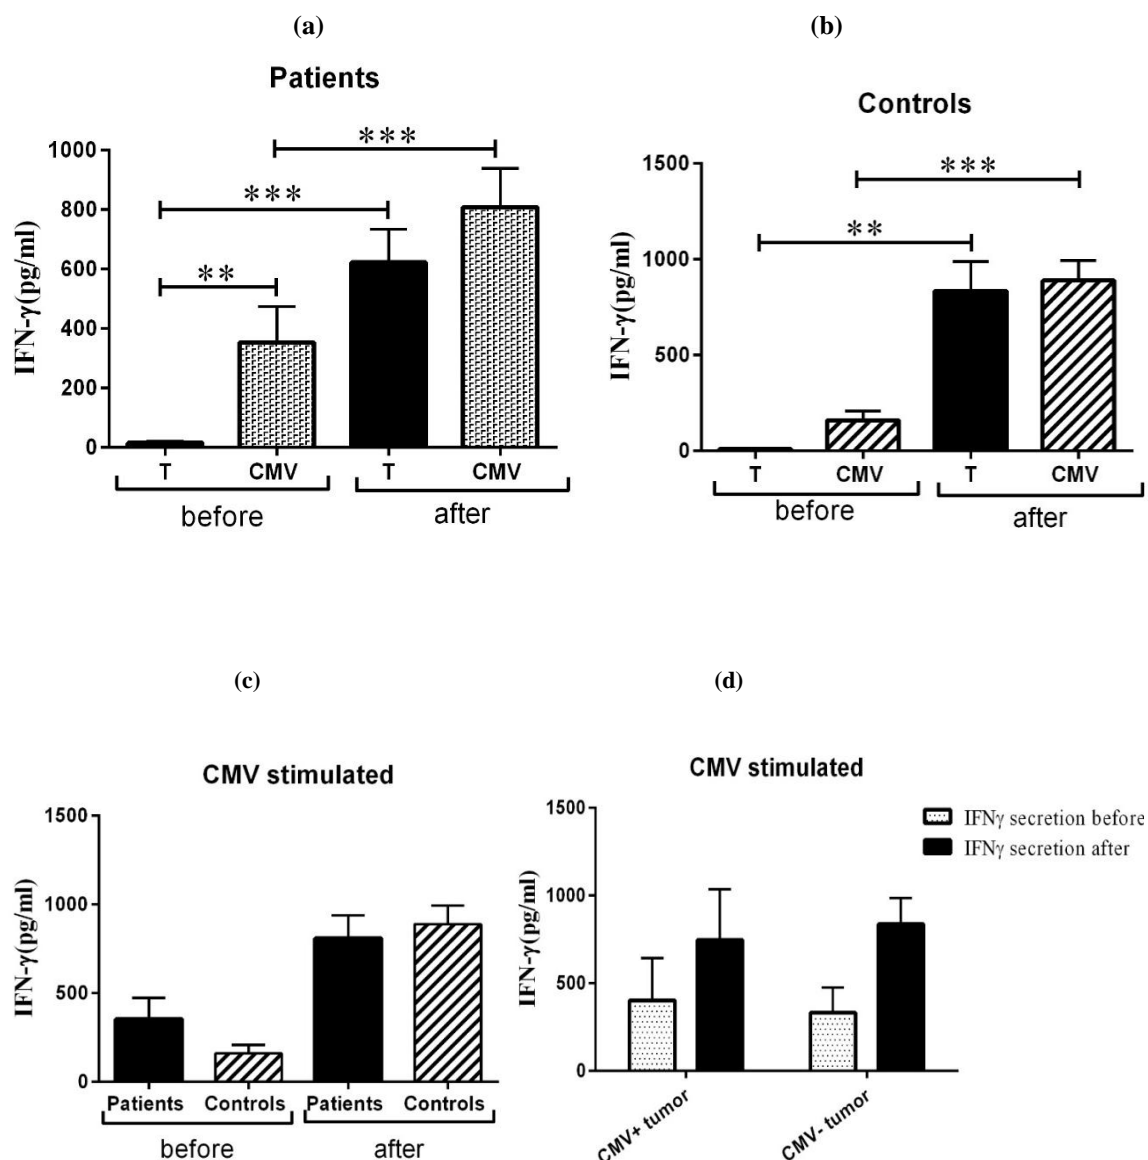 (a)
Patients
1000
800
600
400
200
0
IFN-γ(pg/ml)
***
***
**
T CMV T CMV
before after
(b)
Controls
1500
1000
500
0
IFN-γ(pg/ml)
***
**
T CMV T CMV
before after
(c)
CMV stimulated
1500
1000
500
0
IFN-γ(pg/ml)
Patients Controls Patients Controls
before after
(d)
CMV stimulated
1500
1000
500
0
IFN-γ(pg/ml)
IFNγ secretion before
IFNγ secretion after
CMV+ tumor
CMV- tumor